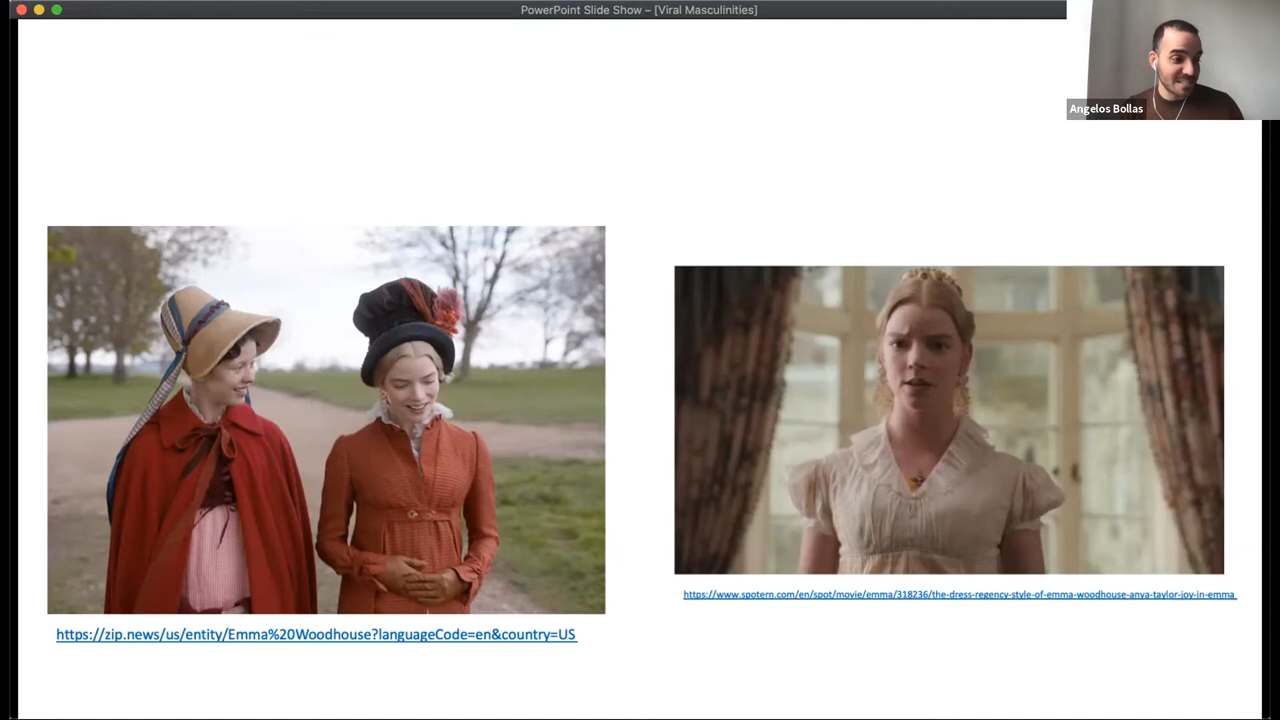 PowerPoint Slide Show – [Viral Masculinities]
Angelos Bollas
https://www.spotern.com/en/spot/movie/emma/318236/the-dress-regency-style-of-emma-woodhouse-anya-taylor-joy-in-emma
https://zip.news/us/entity/Emma%20Woodhouse?languageCode=en&country=US